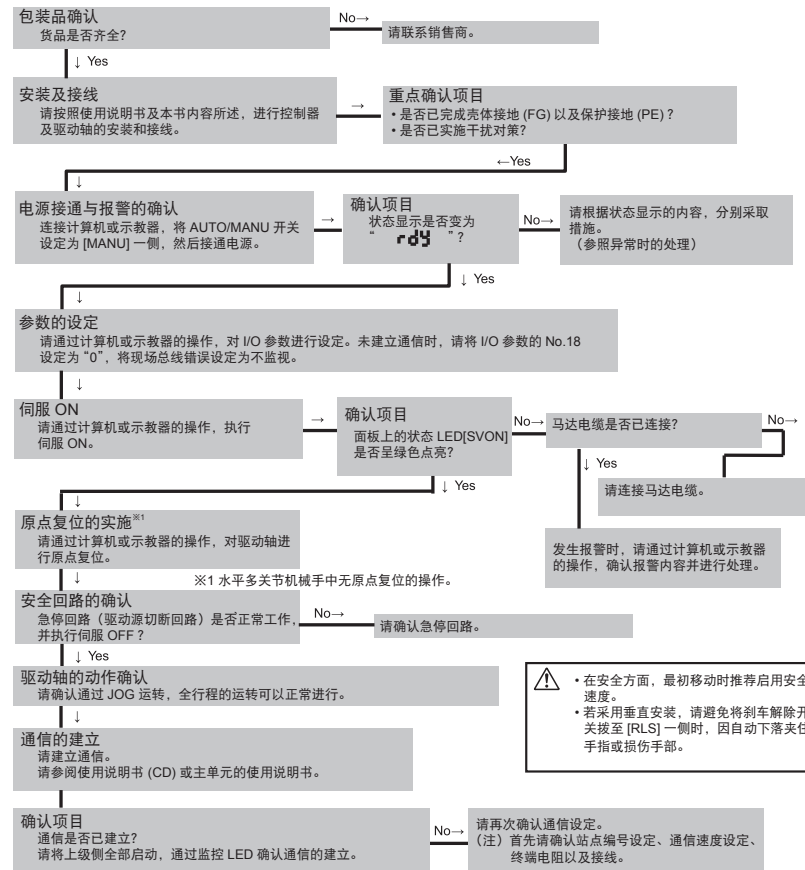 包装品确认
货品是否齐全?
No→
请联系销售商。
↓ Yes
安装及接线
请按照使用说明书及本书内容所述，进行控制器
及驱动轴的安装和接线。
→
重点确认项目
• 是否已完成壳体接地 (FG) 以及保护接地 (PE) ?
• 是否已实施干扰对策?
←Yes
↓
电源接通与报警的确认
连接计算机或示教器，将 AUTO/MANU 开关
设定为 [MANU] 一侧，然后接通电源。
→
确认项目
状态显示是否变为
“ rdy ”?
No→
请根据状态显示的内容，分别采取
措施。
（参照异常时的处理）
↓ Yes
↓
参数的设定
请通过计算机或示教器的操作，对 I/O 参数进行设定。未建立通信时，请将 I/O 参数的 No.18
设定为 “0”，将现场总线错误设定为不监视。
↓
伺服 ON
请通过计算机或示教器的操作，执行
伺服 ON。
→
确认项目
面板上的状态 LED[SVON]
是否呈绿色点亮?
No→
马达电缆是否已连接?
No→
↓ Yes
请连接马达电缆。
↓ Yes
↓
原点复位的实施※1
请通过计算机或示教器的操作，对驱动轴进
行原点复位。
发生报警时，请通过计算机或示教器
的操作，确认报警内容并进行处理。
↓
※1 水平多关节机械手中无原点复位的操作。
安全回路的确认
急停回路（驱动源切断回路）是否正常工作，
并执行伺服 OFF ?
No→
请确认急停回路。
↓ Yes
驱动轴的动作确认
请确认通过 JOG 运转，全行程的运转可以正常进行。
• 在安全方面，最初移动时推荐启用安全
速度。
• 若采用垂直安装，请避免将刹车解除开
关拨至 [RLS] 一侧时，因自动下落夹住
手指或损伤手部。
↓
通信的建立
请建立通信。
请参阅使用说明书 (CD) 或主单元的使用说明书。
确认项目
通信是否已建立?
请将上级侧全部启动，通过监控 LED 确认通信的建立。
No→
请再次确认通信设定。
（注）首先请确认站点编号设定、通信速度设定、
终端电阻以及接线。